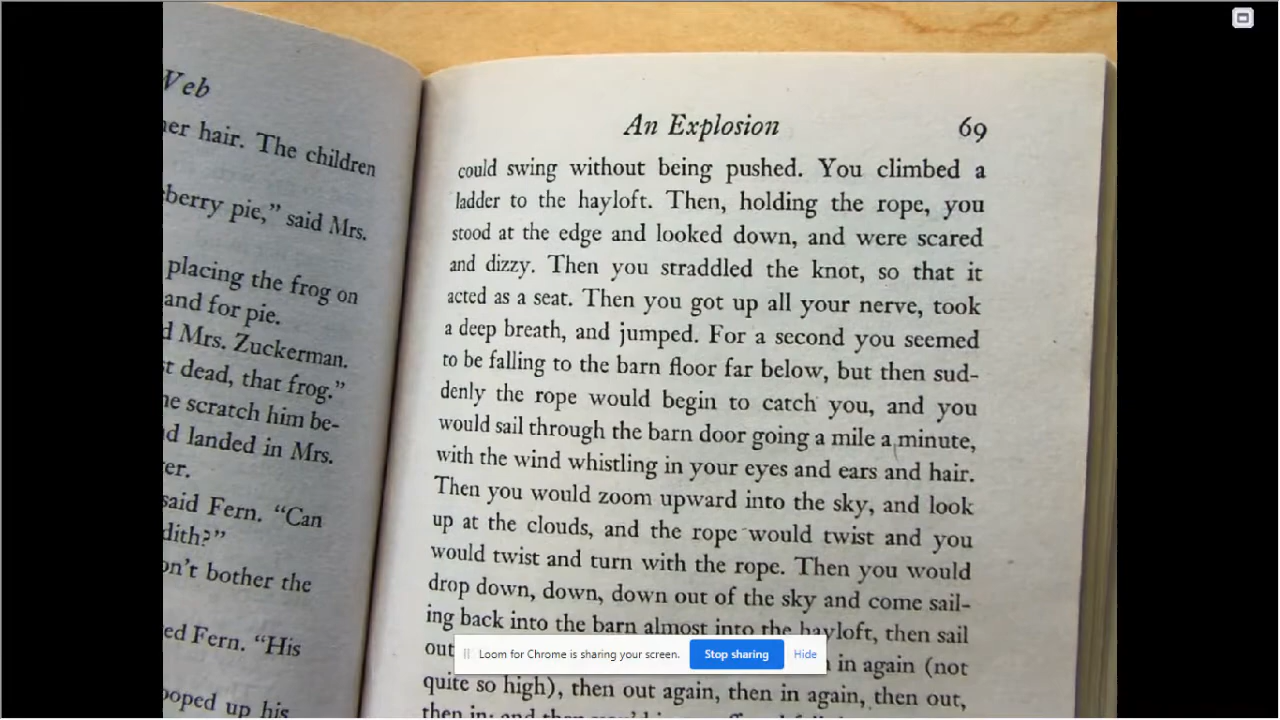 Web
her hair. The children
berry pie,” said Mrs.
placing the frog on
and for pie.
Mrs. Zuckerman.
dead, that frog.”
scratch him be-
landed in Mrs.
said Fern. “Can
bother the
Fern. “His
up his
An Explosion 69
could swing without being pushed. You climbed a
ladder to the hayloft. Then, holding the rope, you
stood at the edge and looked down, and were scared
and dizzy. Then you straddled the knot, so that it
acted as a seat. Then you got up all your nerve, took
a deep breath, and jumped. For a second you seemed
to be falling to the barn floor far below, but then sud-
denly the rope would begin to catch you, and you
would sail through the barn door going a mile a minute,
with the wind whistling in your eyes and ears and hair.
Then you would zoom upward into the sky, and look
up at the clouds, and the rope would twist and you
would twist and turn with the rope. Then you would
drop down, down, down out of the sky and come sail-
ing back into the barn almost into the hayloft, then sail
out in again (not
quite so high), then out again, then in again, then out,
then in; and then
Loom for Chrome is sharing your screen. Stop sharing Hide